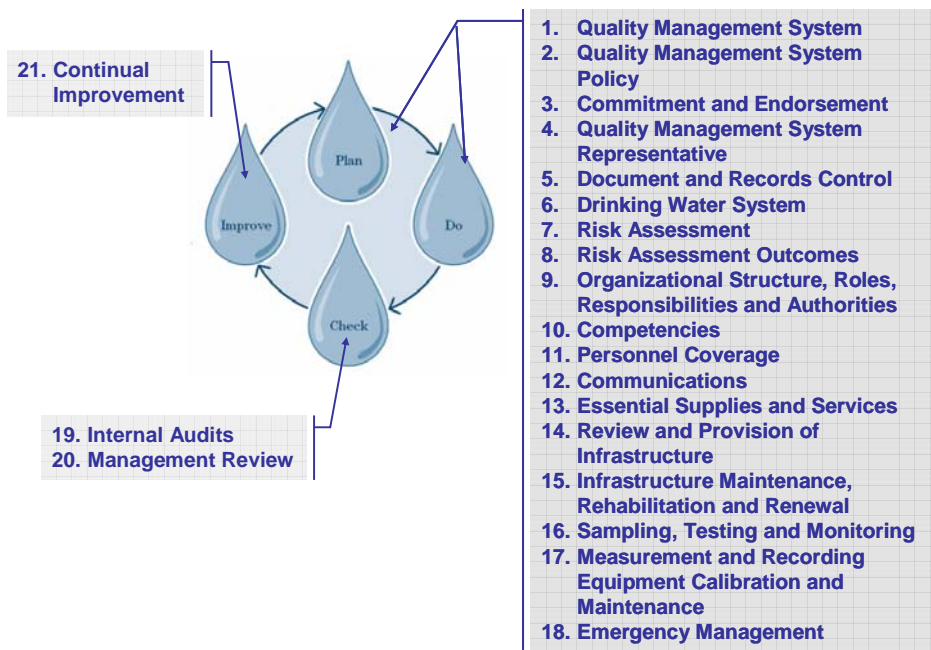 21. Continual
Improvement
Plan
Improve
Do
Check
19. Internal Audits
20. Management Review
1. Quality Management System
2. Quality Management System
Policy
3. Commitment and Endorsement
4. Quality Management System
Representative
5. Document and Records Control
6. Drinking Water System
7. Risk Assessment
8. Risk Assessment Outcomes
9. Organizational Structure, Roles,
Responsibilities and Authorities
10. Competencies
11. Personnel Coverage
12. Communications
13. Essential Supplies and Services
14. Review and Provision of
Infrastructure
15. Infrastructure Maintenance,
Rehabilitation and Renewal
16. Sampling, Testing and Monitoring
17. Measurement and Recording
Equipment Calibration and
Maintenance
18. Emergency Management